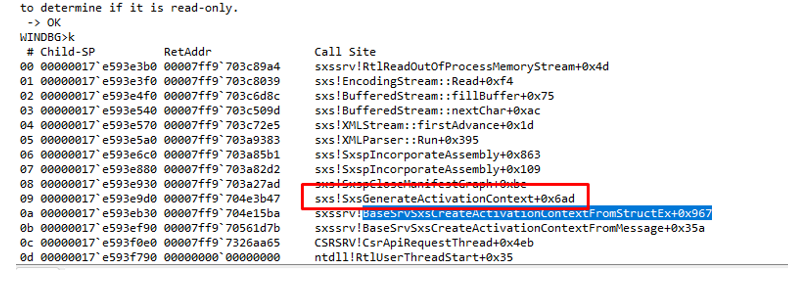 to determine if it is read-only.
-> OK
WINDBG>k
# Child-SP RetAddr Call Site
00 00000017`e593e3b0 00007ff9`703c89a4 sxssrv!RtlReadOutOfProcessMemoryStream+0x4d
01 00000017`e593e3f0 00007ff9`703c8039 sxs!EncodingStream::Read+0xf4
02 00000017`e593e4f0 00007ff9`703c6d8c sxs!BufferedStream::fillBuffer+0x75
03 00000017`e593e540 00007ff9`703c509d sxs!BufferedStream::nextChar+0xac
04 00000017`e593e570 00007ff9`703c72e5 sxs!XMLStream::firstAdvance+0x1d
05 00000017`e593e5a0 00007ff9`703a9383 sxs!XMLParser::Run+0x395
06 00000017`e593e6c0 00007ff9`703a85b1 sxs!SxspIncorporateAssembly+0x863
07 00000017`e593e880 00007ff9`703a82d2 sxs!SxspIncorporateAssembly+0x109
08 00000017`e593e930 00007ff9`703a27ad sxs!SxspCloseManifestGraph+0xbe
09 00000017`e593e9d0 00007ff9`704e3b47 sxs!SxsGenerateActivationContext+0x6ad
0a 00000017`e593eb30 00007ff9`704e15ba sxssrv!BaseSrvSxsCreateActivationContextFromStructEx+0x967
0b 00000017`e593ef90 00007ff9`70561d7b sxssrv!BaseSrvSxsCreateActivationContextFromMessage+0x35a
0c 00000017`e593f0e0 00007ff9`7326aa65 CSRSRV!CsrApiRequestThread+0x4eb
0d 00000017`e593f790 00000000`00000000 ntdll!RtlUserThreadStart+0x35